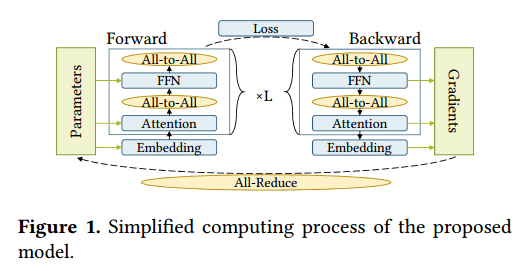 Forward
Loss
Backward
All-to-All
FFN
All-to-All
Attention
Embedding
Parameters
×L
All-to-All
FFN
All-to-All
Attention
Embedding
Gradients
All-Reduce
Figure 1. Simplified computing process of the proposed
model.